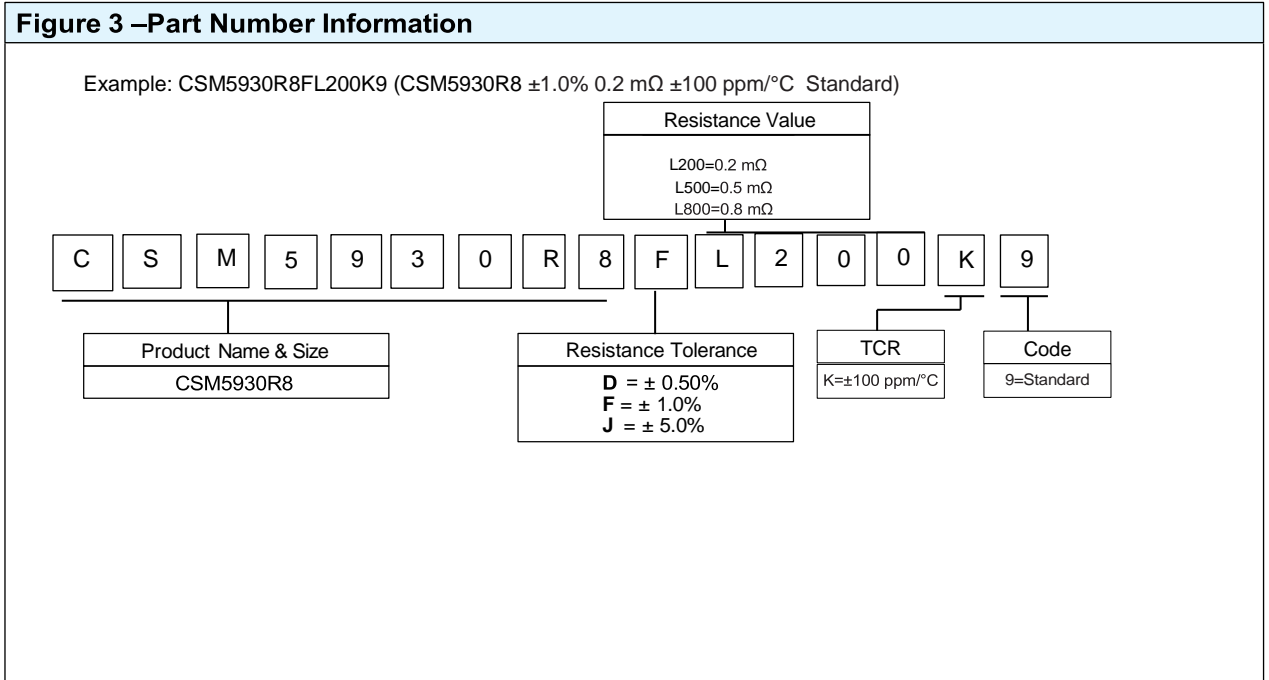 Figure 3 –Part Number Information
Example: CSM5930R8FL200K9 (CSM5930R8 ±1.0% 0.2 mΩ ±100 ppm/°C Standard)
Resistance Value
L200=0.2 mΩ
L500=0.5 mΩ
L800=0.8 mΩ
C S M 5 9 3 0 R 8 F L 2 0 0 K 9
Product Name & Size
CSM5930R8
Resistance Tolerance
D = ± 0.50%
F = ± 1.0%
J = ± 5.0%
TCR
K=±100 ppm/°C
Code
9=Standard